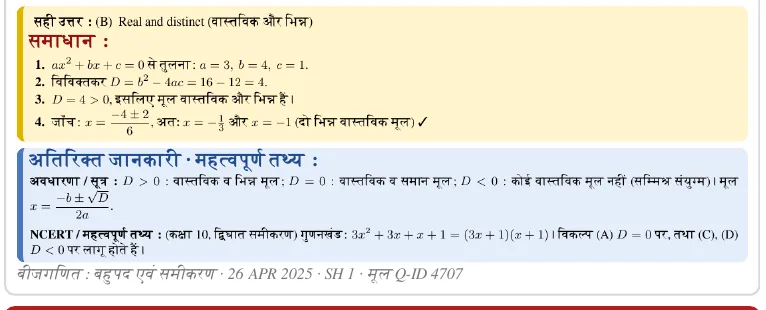 सही उत्तर : (B) Real and distinct (वास्तविक और भिन्न)
समाधान :
1. ax² + bx + c = 0 से तुलना : a = 3, b = 4, c = 1.
2. विविक्तकर D = b² − 4ac = 16 − 12 = 4.
3. D = 4 > 0, इसलिए मूल वास्तविक और भिन्न हैं।
4. जाँच : x = (−4 ± 2)/6, अतः x = −1/3 और x = −1 (दो भिन्न वास्तविक मूल) ✓
अतिरिक्त जानकारी · महत्वपूर्ण तथ्य :
अवधारणा / सूत्र : D > 0 : वास्तविक व भिन्न मूल ; D = 0 : वास्तविक व समान मूल ; D < 0 : कोई वास्तविक मूल नहीं (सम्मिश्र संयुग्म)। मूल
x = (−b ± √D)/2a.
NCERT / महत्वपूर्ण तथ्य : (कक्षा 10, द्विघात समीकरण) गुणनखंड : 3x² + 3x + x + 1 = (3x + 1)(x + 1)। विकल्प (A) D = 0 पर, तथा (C), (D)
D < 0 पर लागू होते हैं।
बीजगणित : बहुपद एवं समीकरण · 26 APR 2025 · SH 1 · मूल Q-ID 4707